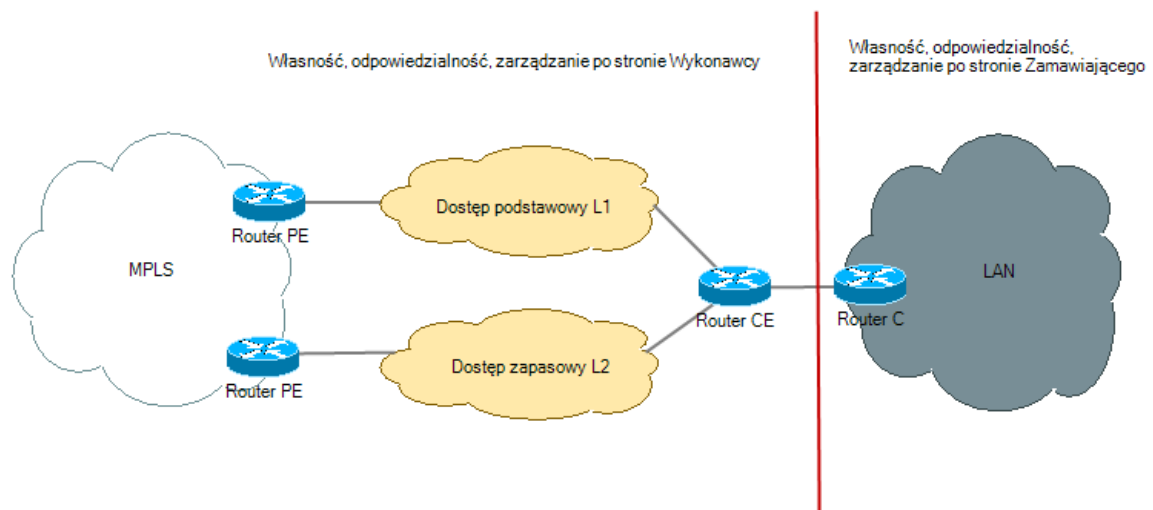 Własność, odpowiedzialność, zarządzanie po stronie Wykonawcy
Własność, odpowiedzialność,
zarządzanie po stronie Zamawiającego
Dostęp podstawowy L1
Router PE
MPLS
LAN
Router CE
Router C
Dostęp zapasowy L2
Router PE